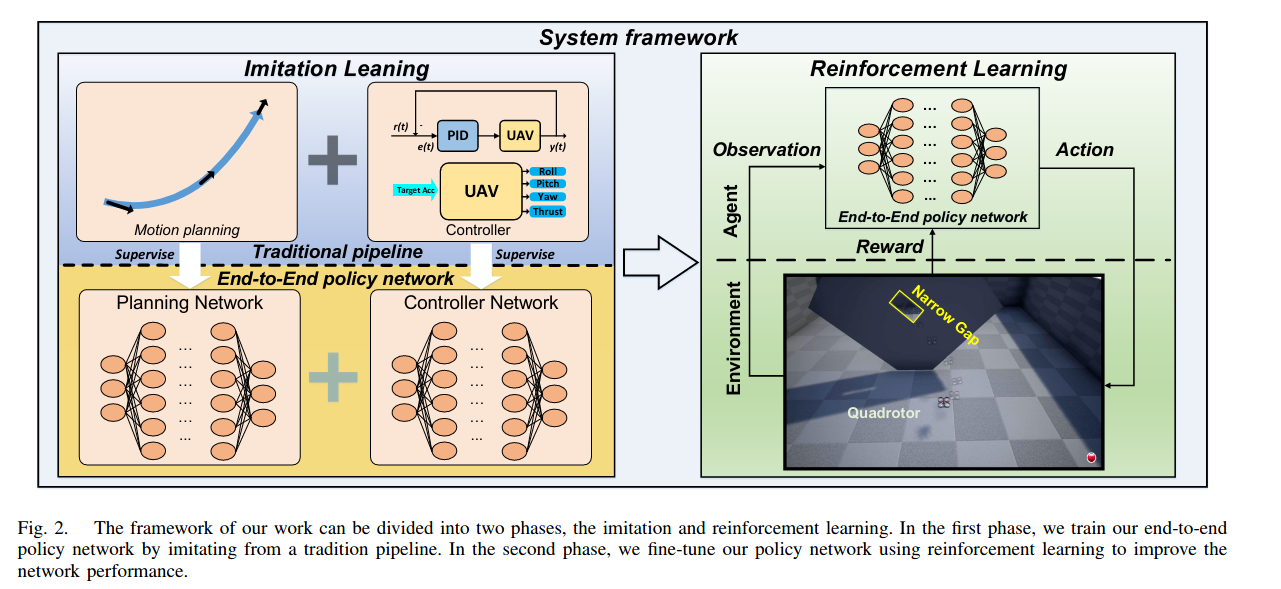 System framework
Imitation Leaning
Motion planning
r(t)
-
e(t)
PID
UAV
y(t)
Target Acc
UAV
Roll
Pitch
Yaw
Thrust
Controller
Supervise
Traditional pipeline
Supervise
End-to-End policy network
Planning Network
...
...
...
...
...
Controller Network
...
...
...
...
...
Reinforcement Learning
Observation
...
...
...
...
...
...
End-to-End policy network
Action
Agent
Reward
Environment
Narrow Gap
Quadrotor
Fig. 2. The framework of our work can be divided into two phases, the imitation and reinforcement learning. In the first phase, we train our end-to-end
policy network by imitating from a tradition pipeline. In the second phase, we fine-tune our policy network using reinforcement learning to improve the
network performance.